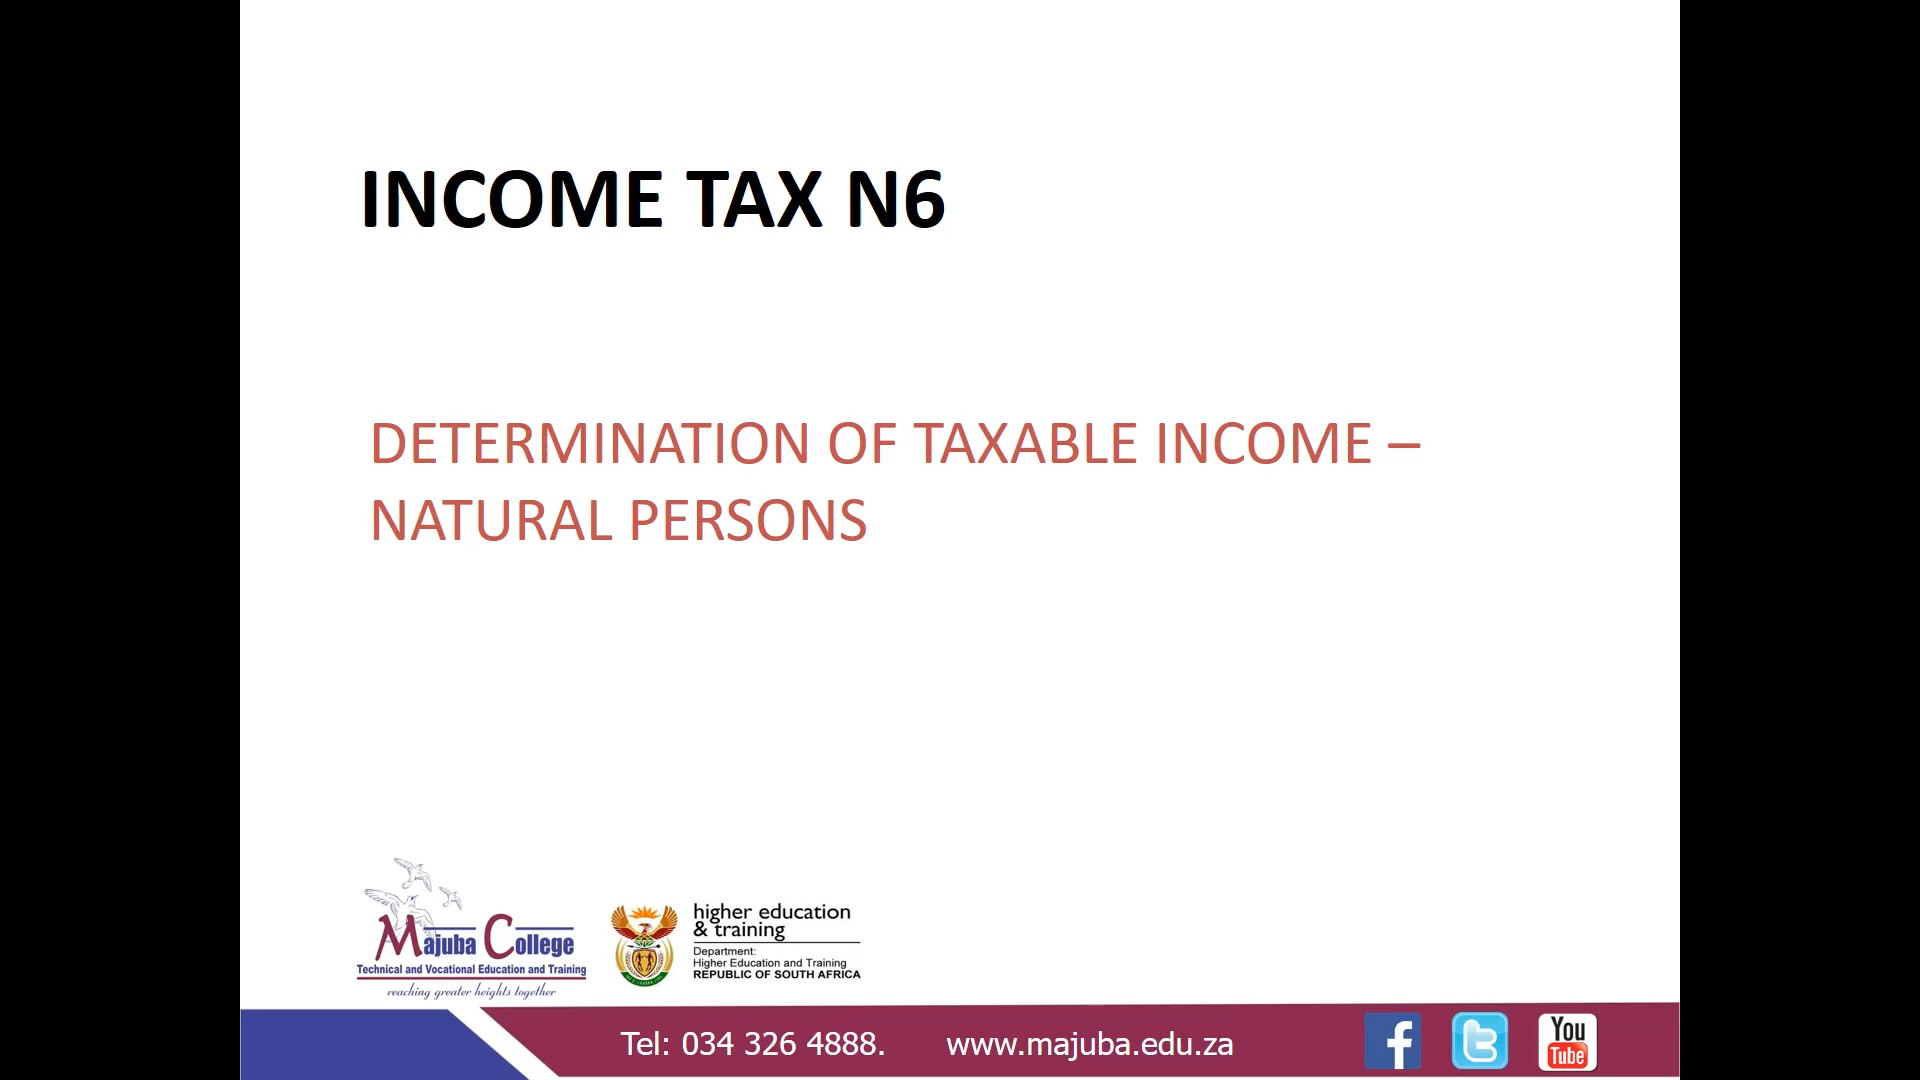 INCOME TAX N6
DETERMINATION OF TAXABLE INCOME –
NATURAL PERSONS
Majuba College
Technical and Vocational Education and Training
reaching greater heights together
higher education
& training
Department:
Higher Education and Training
REPUBLIC OF SOUTH AFRICA
Tel: 034 326 4888. www.majuba.edu.za
f
t
You
Tube